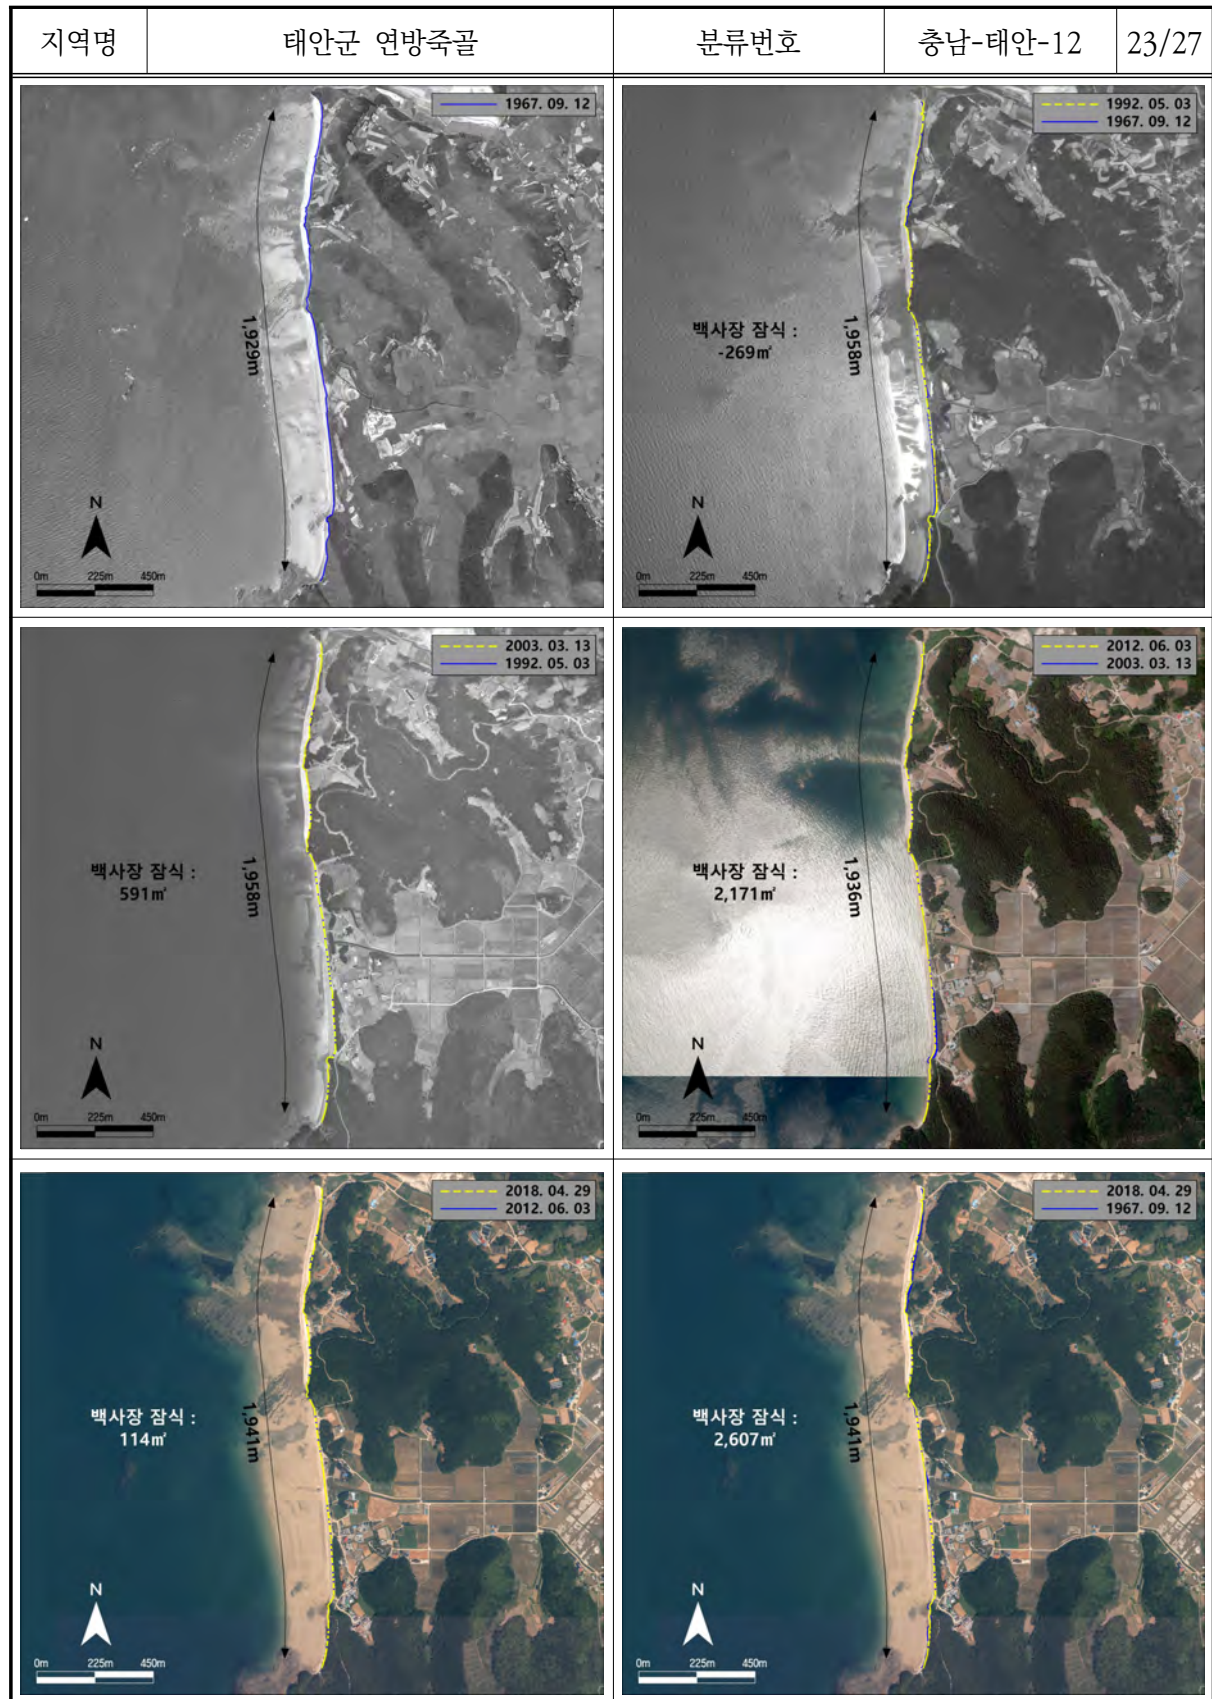 지역명 태안군 연방죽골 분류번호 충남-태안-12 23/27
1967. 09. 12
1,929m
N
0m 225m 450m
1992. 05. 03
1967. 09. 12
백사장 잠식 :
-269㎡
1,958m
N
0m 225m 450m
2003. 03. 13
1992. 05. 03
백사장 잠식 :
591㎡
1,958m
N
0m 225m 450m
2012. 06. 03
2003. 03. 13
백사장 잠식 :
2,171㎡
1,936m
N
0m 225m 450m
2018. 04. 29
2012. 06. 03
백사장 잠식 :
114㎡
1,941m
N
0m 225m 450m
2018. 04. 29
1967. 09. 12
백사장 잠식 :
2,607㎡
1,941m
N
0m 225m 450m